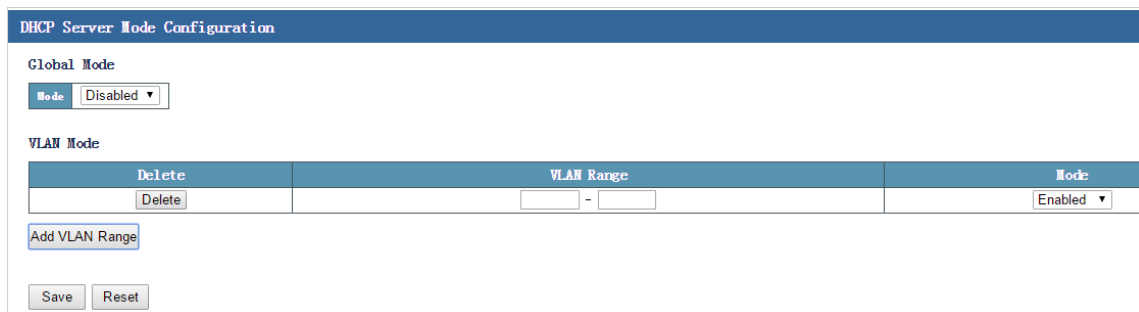 DHCP Server Mode Configuration
Global Mode
Mode Disabled
VLAN Mode
Delete VLAN Range Mode
Delete - Enabled
Add VLAN Range
Save Reset